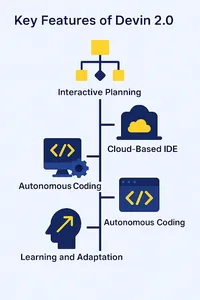 Key Features of Devin 2.0
Interactive Planning
</>
Cloud-Based IDE
Autonomous Coding
</>
Autonomous Coding
Learning and Adaptation